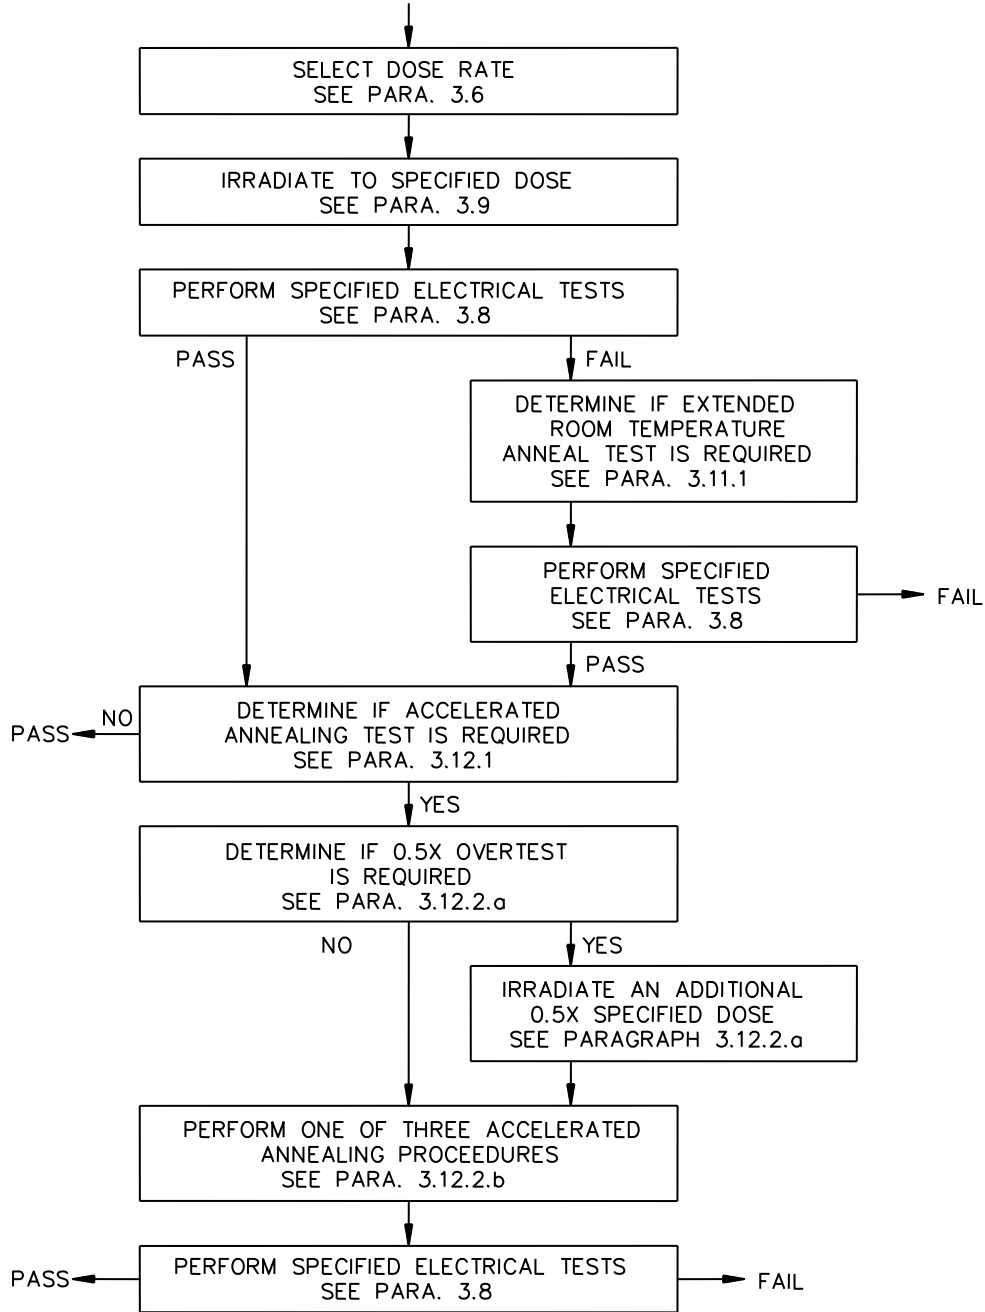 SELECT DOSE RATE
SEE PARA. 3.6
IRRADIATE TO SPECIFIED DOSE
SEE PARA. 3.9
PERFORM SPECIFIED ELECTRICAL TESTS
SEE PARA. 3.8
PASS
FAIL
DETERMINE IF EXTENDED
ROOM TEMPERATURE
ANNEAL TEST IS REQUIRED
SEE PARA. 3.11.1
PERFORM SPECIFIED
ELECTRICAL TESTS
SEE PARA. 3.8
FAIL
PASS
DETERMINE IF ACCELERATED
ANNEALING TEST IS REQUIRED
SEE PARA. 3.12.1
NO
PASS
YES
DETERMINE IF 0.5X OVERTEST
IS REQUIRED
SEE PARA. 3.12.2.a
NO
YES
IRRADIATE AN ADDITIONAL
0.5X SPECIFIED DOSE
SEE PARAGRAPH 3.12.2.a
PERFORM ONE OF THREE ACCELERATED
ANNEALING PROCEEDURES
SEE PARA. 3.12.2.b
PERFORM SPECIFIED ELECTRICAL TESTS
SEE PARA. 3.8
PASS
FAIL